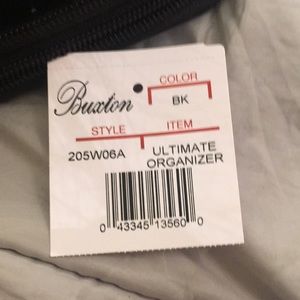 Buxton
COLOR
BK
STYLE
ITEM
205W06A
ULTIMATE
ORGANIZER
0 43345 13560 0